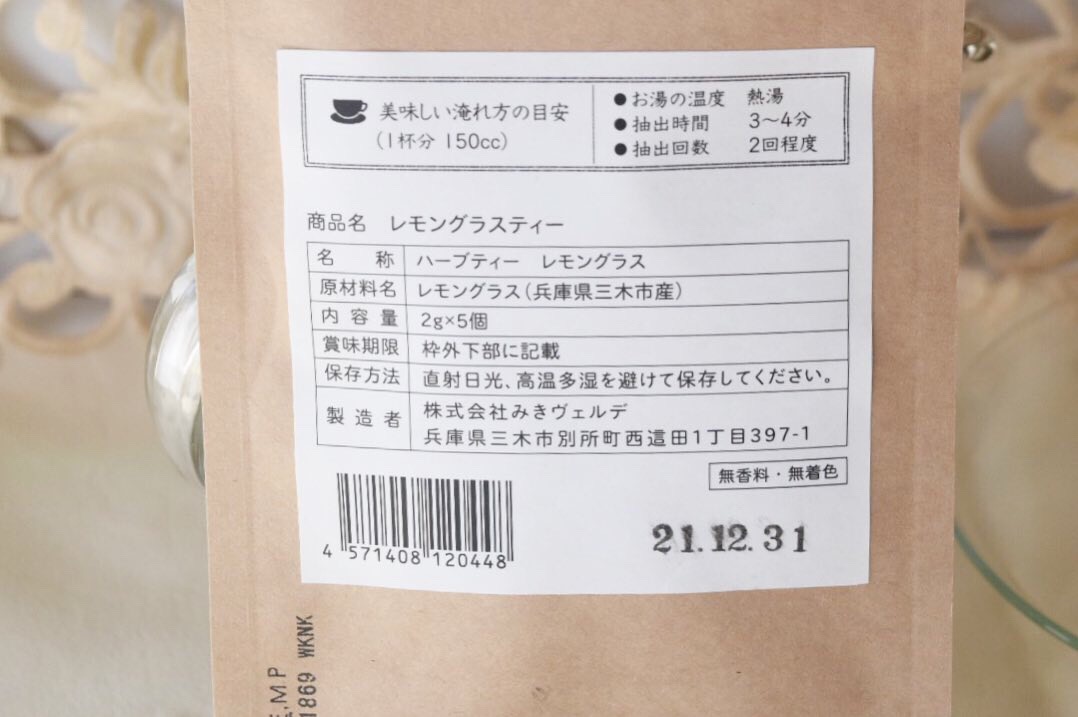 美味しい淹れ方の目安
(1杯分 150cc)
●お湯の温度 熱湯
●抽出時間 3〜4分
●抽出回数 2回程度
商品名 レモングラスティー
名称 ハーブティー レモングラス
原材料名 レモングラス(兵庫県三木市産)
内容量 2g×5個
賞味期限 枠外下部に記載
保存方法 直射日光、高温多湿を避けて保存してください。
製造者 株式会社みきヴェルデ
兵庫県三木市別所町西這田1丁目397-1
無香料・無着色
21.12.31
4 571408 120448
,M.P
1869 WKNK